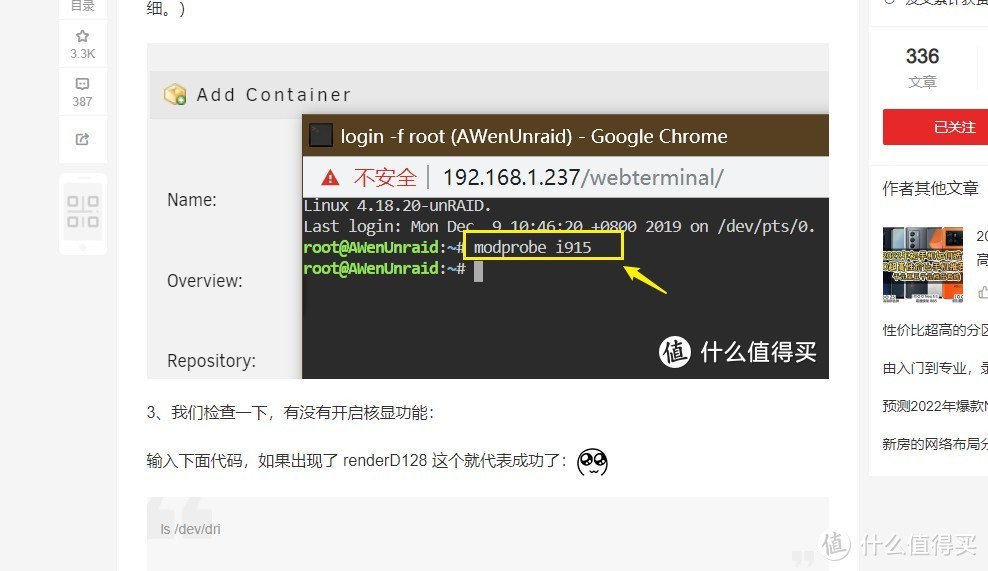 目录
3.3K
387
细。)
Add Container
login -f root (AWenUnraid) - Google Chrome
不安全 | 192.168.1.237/webterminal/
Linux 4.18.20-unRAID.
Last login: Mon Dec  9 10:46:20 +0800 2019 on /dev/pts/0.
root@AWenUnraid:~# modprobe i915
root@AWenUnraid:~#
Name:
Overview:
Repository:
值 什么值得买
3、我们检查一下，有没有开启核显功能：
输入下面代码，如果出现了 renderD128 这个就代表成功了：
ls /dev/dri
336
文章
已关注
作者其他文章
性价比超高的分区
由入门到专业，录
预测2022年爆款N
新房的网络布局分
值 什么值得买